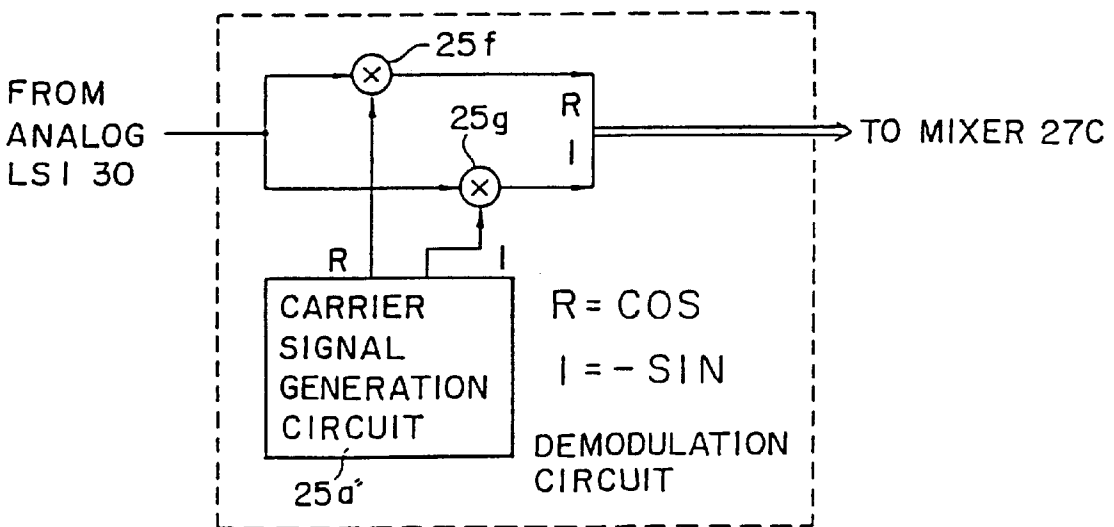 25f
FROM
ANALOG
LSI 30
R
I
25g
TO MIXER 27C
R
I
CARRIER
SIGNAL
GENERATION
CIRCUIT
R = COS
I = - SIN
DEMODULATION
CIRCUIT
25a"